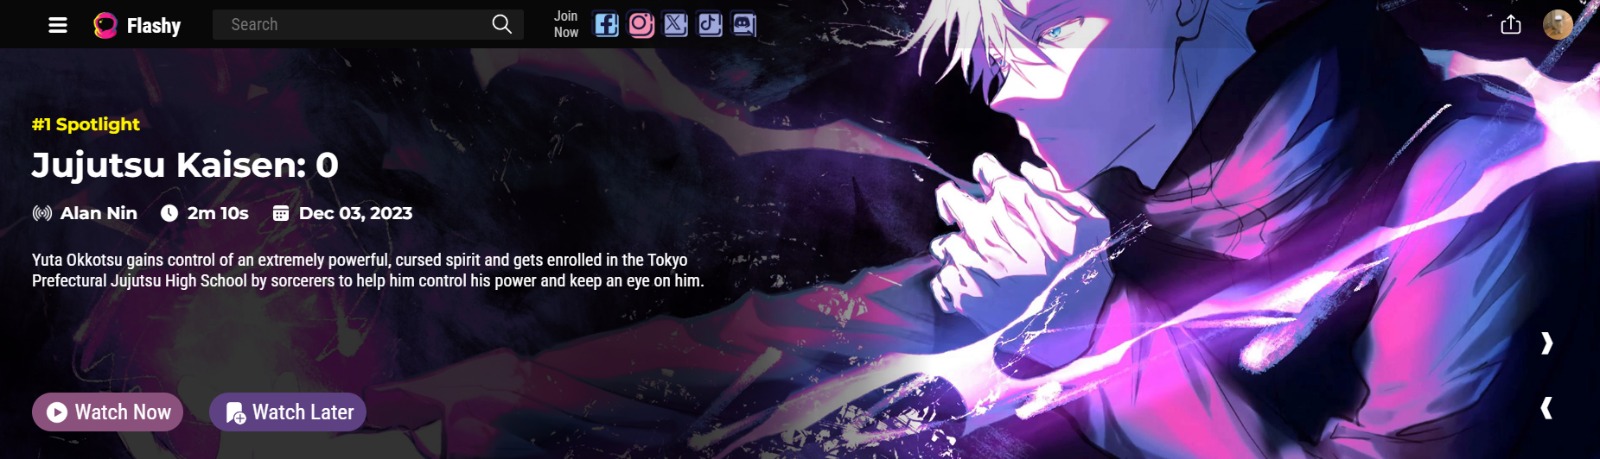 Flashy
Search
Join
Now
#1 Spotlight
Jujutsu Kaisen: 0
Alan Nin 2m 10s Dec 03, 2023
Yuta Okkotsu gains control of an extremely powerful, cursed spirit and gets enrolled in the Tokyo
Prefectural Jujutsu High School by sorcerers to help him control his power and keep an eye on him.
Watch Now Watch Later